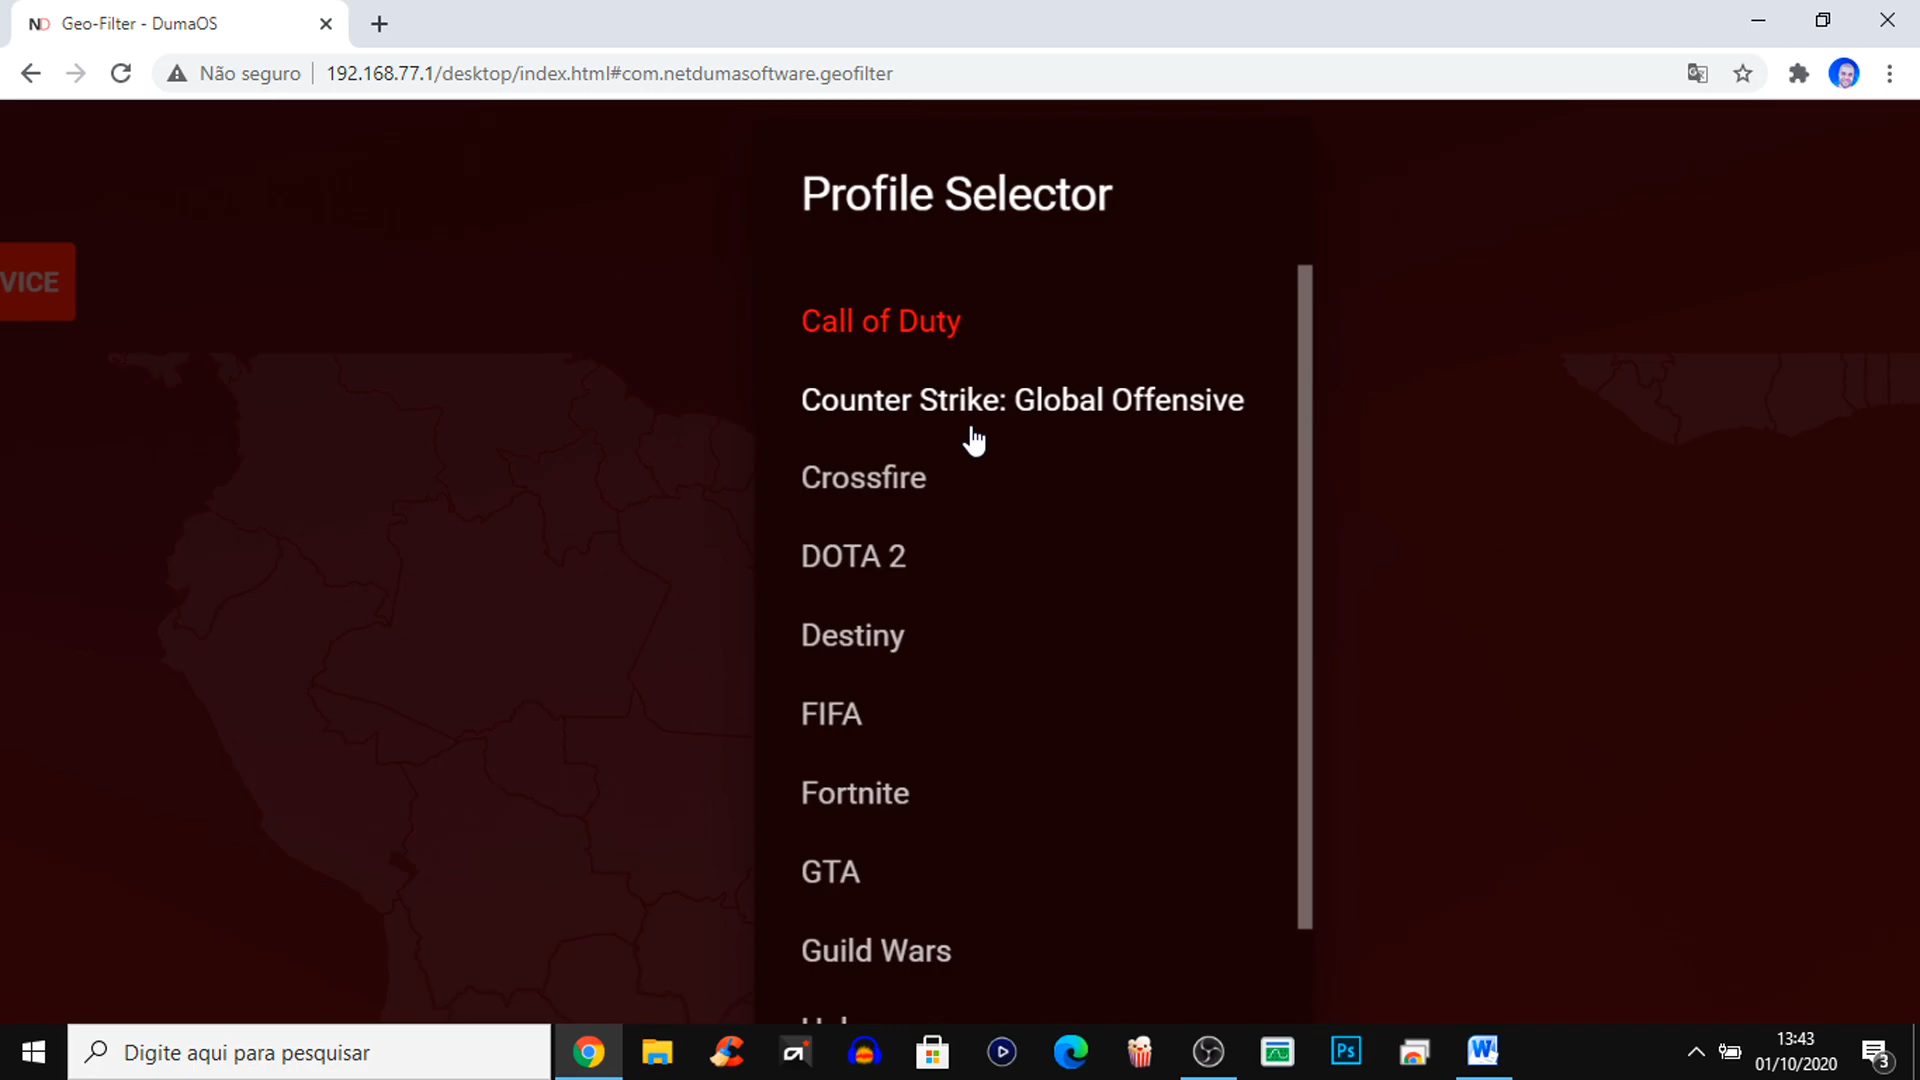 ND Geo-Filter - DumaOS
Não seguro 192.168.77.1/desktop/index.html#com.netdumasoftware.geofilter
Profile Selector
VICE
Call of Duty
Counter Strike: Global Offensive
Crossfire
DOTA 2
Destiny
FIFA
Fortnite
GTA
Guild Wars
Digite aqui para pesquisar
Ps
W
13:43
01/10/2020
3